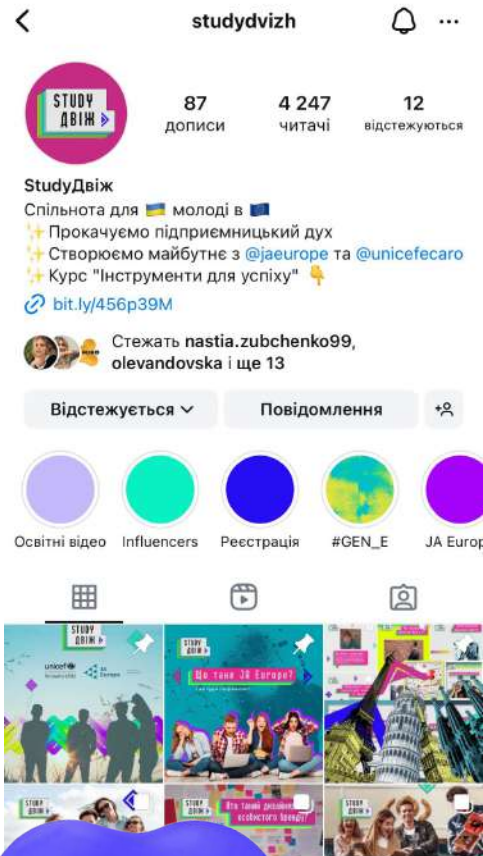 studydvizh
STUDY
ДВІЖ
87
4 247
12
дописи
читачі
відстежуються
StudyДвіж
Спільнота для 🇺🇦 молоді в 🇪🇺
✨Прокачуємо підприємницький дух
✨Створюємо майбутнє з @jaeurope та @unicefecaro
✨Курс "Інструменти для успіху" 👇
bit.ly/456p39M
Стежать nastia.zubchenko99,
olevandovska і ще 13
Відстежується
Повідомлення
Освітні відео
Influencers
Реєстрація
#GEN_E
JA Europ
STUDY
ДВІЖ
unicef
JA
Europe
STUDY
ДВІЖ
Що таке JA Europe?
STUDY
ДВІЖ
STUDY
ДВІЖ
Хто такий дизайнер
особистого бренду?
STUDY
ДВІЖ